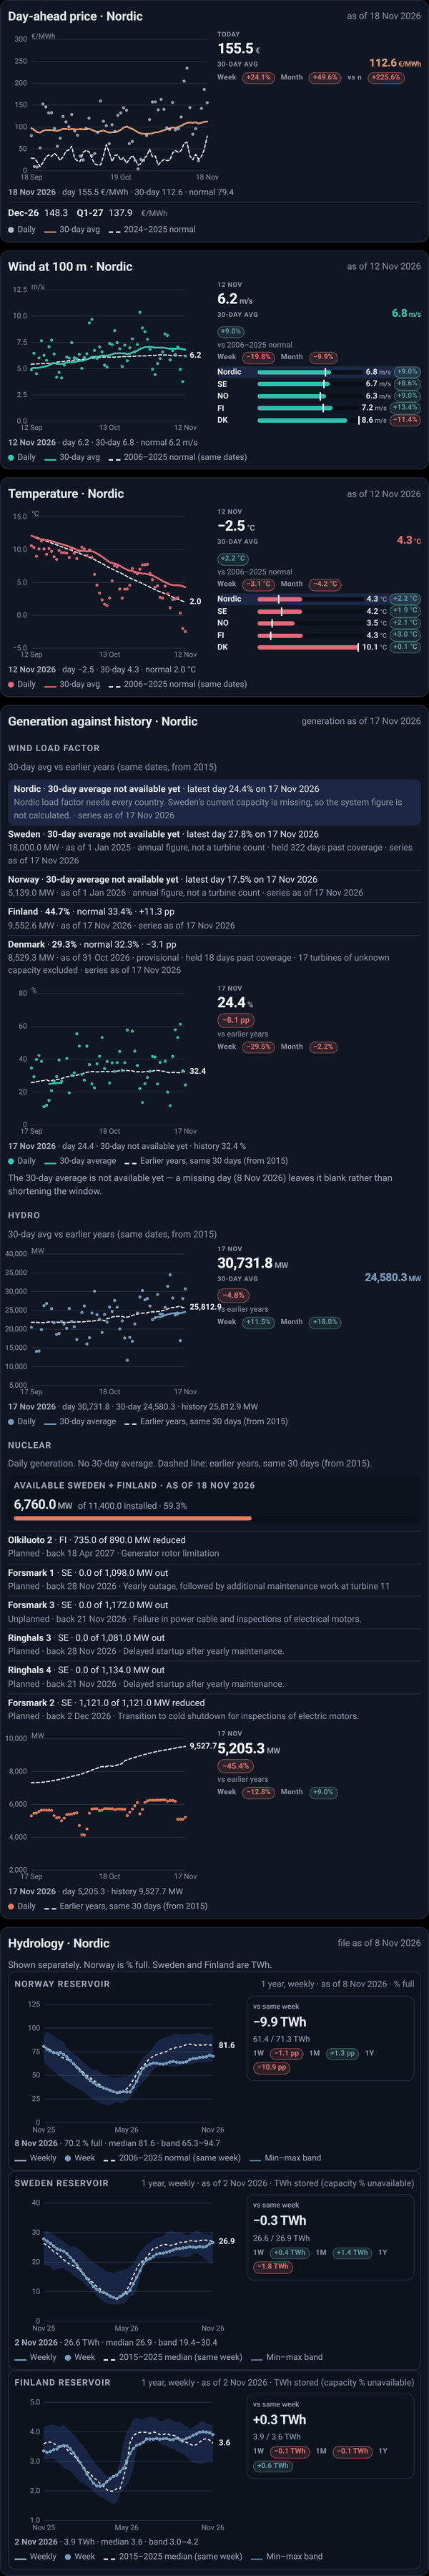 Day-ahead price · Nordic
as of 18 Nov 2026
€/MWh
300
250
200
150
100
50
0
18 Sep
19 Oct
18 Nov
TODAY
155.5 €
30-DAY AVG
112.6 €/MWh
Week +24.1% Month +49.6% vs n +225.6%
18 Nov 2026 · day 155.5 €/MWh · 30-day 112.6 · normal 79.4
Dec-26 148.3 Q1-27 137.9 €/MWh
Daily 30-day avg 2024–2025 normal
Wind at 100 m · Nordic
as of 12 Nov 2026
m/s
12.5
10.0
7.5
5.0
2.5
0.0
12 Sep
13 Oct
12 Nov
6.2
12 NOV
6.2 m/s
30-DAY AVG
6.8 m/s
+9.0%
vs 2006–2025 normal
Week −19.8% Month −9.9%
Nordic 6.8 m/s +9.0%
SE 6.7 m/s +8.6%
NO 6.3 m/s +9.0%
FI 7.2 m/s +13.4%
DK 8.6 m/s −11.4%
12 Nov 2026 · day 6.2 · 30-day 6.8 · normal 6.2 m/s
Daily 30-day avg 2006–2025 normal (same dates)
Temperature · Nordic
as of 12 Nov 2026
°C
15.0
10.0
5.0
0.0
−5.0
12 Sep
13 Oct
12 Nov
2.0
12 NOV
−2.5 °C
30-DAY AVG
4.3 °C
+2.2 °C
vs 2006–2025 normal
Week −3.1 °C Month −4.2 °C
Nordic 4.3 °C +2.2 °C
SE 4.2 °C +1.9 °C
NO 3.5 °C +2.1 °C
FI 4.3 °C +3.0 °C
DK 10.1 °C +0.1 °C
12 Nov 2026 · day −2.5 · 30-day 4.3 · normal 2.0 °C
Daily 30-day avg 2006–2025 normal (same dates)
Generation against history · Nordic
generation as of 17 Nov 2026
WIND LOAD FACTOR
30-day avg vs earlier years (same dates, from 2015)
Nordic · 30-day average not available yet · latest day 24.4% on 17 Nov 2026
Nordic load factor needs every country. Sweden's current capacity is missing, so the system figure is
not calculated. · series as of 17 Nov 2026
Sweden · 30-day average not available yet · latest day 27.8% on 17 Nov 2026
18,000.0 MW · as of 1 Jan 2025 · annual figure, not a turbine count · held 322 days past coverage · series
as of 17 Nov 2026
Norway · 30-day average not available yet · latest day 17.5% on 17 Nov 2026
5,139.0 MW · as of 1 Jan 2026 · annual figure, not a turbine count · series as of 17 Nov 2026
Finland · 44.7% · normal 33.4% · +11.3 pp
9,552.6 MW · as of 17 Nov 2026 · series as of 17 Nov 2026
Denmark · 29.3% · normal 32.3% · −3.1 pp
8,529.3 MW · as of 31 Oct 2026 · provisional · held 18 days past coverage · 17 turbines of unknown
capacity excluded · series as of 17 Nov 2026
%
80
60
40
20
0
17 Sep
18 Oct
17 Nov
32.4
17 NOV
24.4 %
−8.1 pp
vs earlier years
Week −29.5% Month −2.2%
17 Nov 2026 · day 24.4 · 30-day not available yet · history 32.4 %
Daily 30-day average Earlier years, same 30 days (from 2015)
The 30-day average is not available yet — a missing day (8 Nov 2026) leaves it blank rather than
shortening the window.
HYDRO
30-day avg vs earlier years (same dates, from 2015)
MW
40,000
35,000
30,000
25,000
20,000
15,000
10,000
5,000
17 Sep
18 Oct
17 Nov
25,812.9
17 NOV
30,731.8 MW
30-DAY AVG
24,580.3 MW
−4.8%
vs earlier years
Week +11.5% Month +18.0%
17 Nov 2026 · day 30,731.8 · 30-day 24,580.3 · history 25,812.9 MW
Daily 30-day average Earlier years, same 30 days (from 2015)
NUCLEAR
Daily generation. No 30-day average. Dashed line: earlier years, same 30 days (from 2015).
AVAILABLE SWEDEN + FINLAND · AS OF 18 NOV 2026
6,760.0 MW of 11,400.0 installed · 59.3%
Olkiluoto 2 · FI · 735.0 of 890.0 MW reduced
Planned · back 18 Apr 2027 · Generator rotor limitation
Forsmark 1 · SE · 0.0 of 1,098.0 MW out
Planned · back 28 Nov 2026 · Yearly outage, followed by additional maintenance work at turbine 11
Forsmark 3 · SE · 0.0 of 1,172.0 MW out
Unplanned · back 21 Nov 2026 · Failure in power cable and inspections of electrical motors.
Ringhals 3 · SE · 0.0 of 1,081.0 MW out
Planned · back 28 Nov 2026 · Delayed startup after yearly maintenance.
Ringhals 4 · SE · 0.0 of 1,134.0 MW out
Planned · back 21 Nov 2026 · Delayed startup after yearly maintenance.
Forsmark 2 · SE · 1,121.0 of 1,121.0 MW reduced
Planned · back 2 Dec 2026 · Transition to cold shutdown for inspections of electric motors.
MW
10,000
8,000
6,000
4,000
2,000
17 Sep
18 Oct
17 Nov
9,527.7
17 NOV
5,205.3 MW
−45.4%
vs earlier years
Week −12.8% Month +9.0%
17 Nov 2026 · day 5,205.3 · history 9,527.7 MW
Daily Earlier years, same 30 days (from 2015)
Hydrology · Nordic
file as of 8 Nov 2026
Shown separately. Norway is % full. Sweden and Finland are TWh.
NORWAY RESERVOIR
1 year, weekly · as of 8 Nov 2026 · % full
125
100
75
50
25
0
Nov 25
May 26
Nov 26
81.6
vs same week
−9.9 TWh
61.4 / 71.3 TWh
1W −1.1 pp 1M +1.3 pp 1Y
−10.9 pp
8 Nov 2026 · 70.2 % full · median 81.6 · band 65.3–94.7
Weekly Week 2006–2025 normal (same week) Min–max band
SWEDEN RESERVOIR
1 year, weekly · as of 2 Nov 2026 · TWh stored (capacity % unavailable)
40
30
20
10
0
Nov 25
May 26
Nov 26
26.9
vs same week
−0.3 TWh
26.6 / 26.9 TWh
1W +0.4 TWh 1M +1.4 TWh 1Y
−1.8 TWh
2 Nov 2026 · 26.6 TWh · median 26.9 · band 19.4–30.4
Weekly Week 2015–2025 median (same week) Min–max band
FINLAND RESERVOIR
1 year, weekly · as of 2 Nov 2026 · TWh stored (capacity % unavailable)
5.0
4.0
3.0
2.0
1.0
Nov 25
May 26
Nov 26
3.6
vs same week
+0.3 TWh
3.9 / 3.6 TWh
1W −0.1 TWh 1M −0.1 TWh 1Y
+0.6 TWh
2 Nov 2026 · 3.9 TWh · median 3.6 · band 3.0–4.2
Weekly Week 2015–2025 median (same week) Min–max band